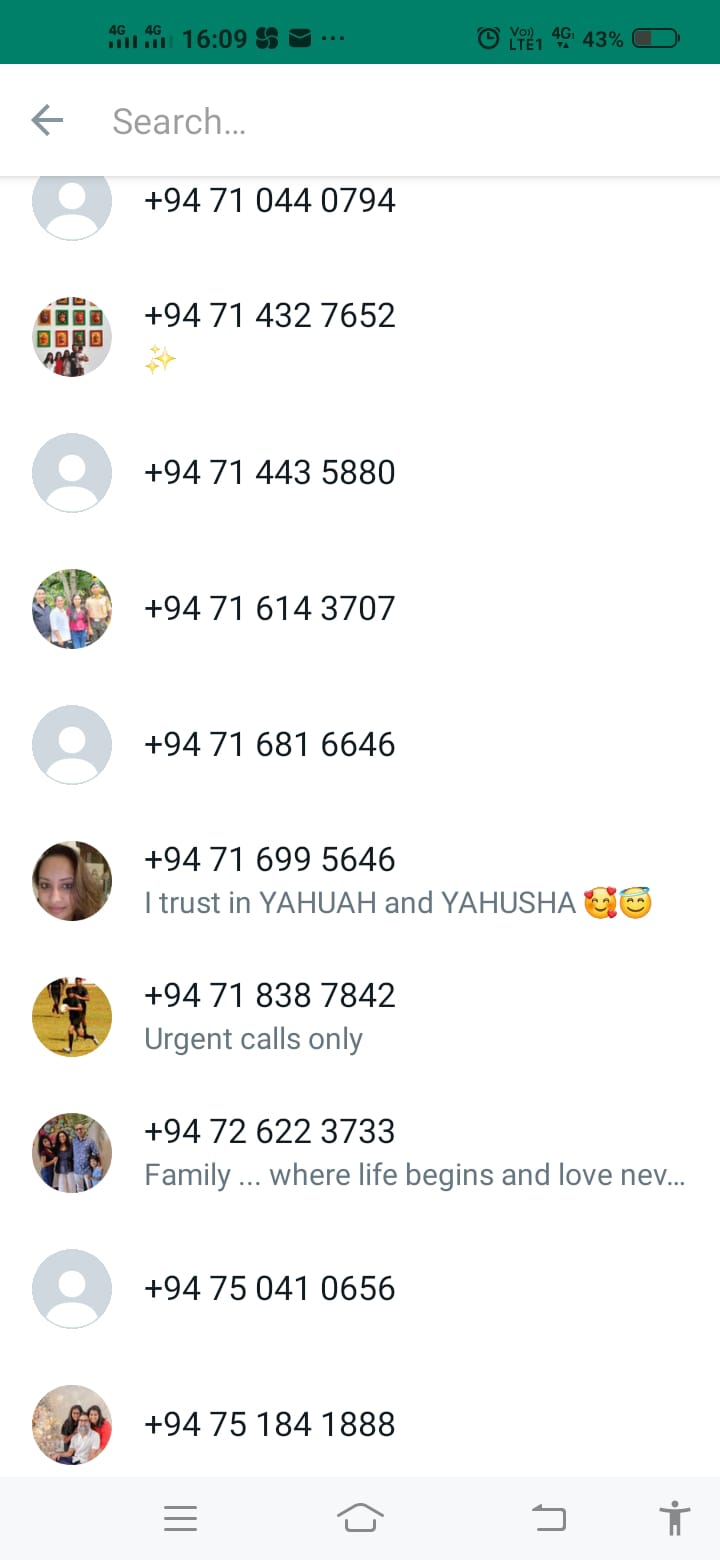 4G 4G 16:09 ... Vo)) LTE1 4G 43%
Search...
+94 71 044 0794
+94 71 432 7652
✨
+94 71 443 5880
+94 71 614 3707
+94 71 681 6646
+94 71 699 5646
I trust in YAHUAH and YAHUSHA 🥰😇
+94 71 838 7842
Urgent calls only
+94 72 622 3733
Family ... where life begins and love nev...
+94 75 041 0656
+94 75 184 1888